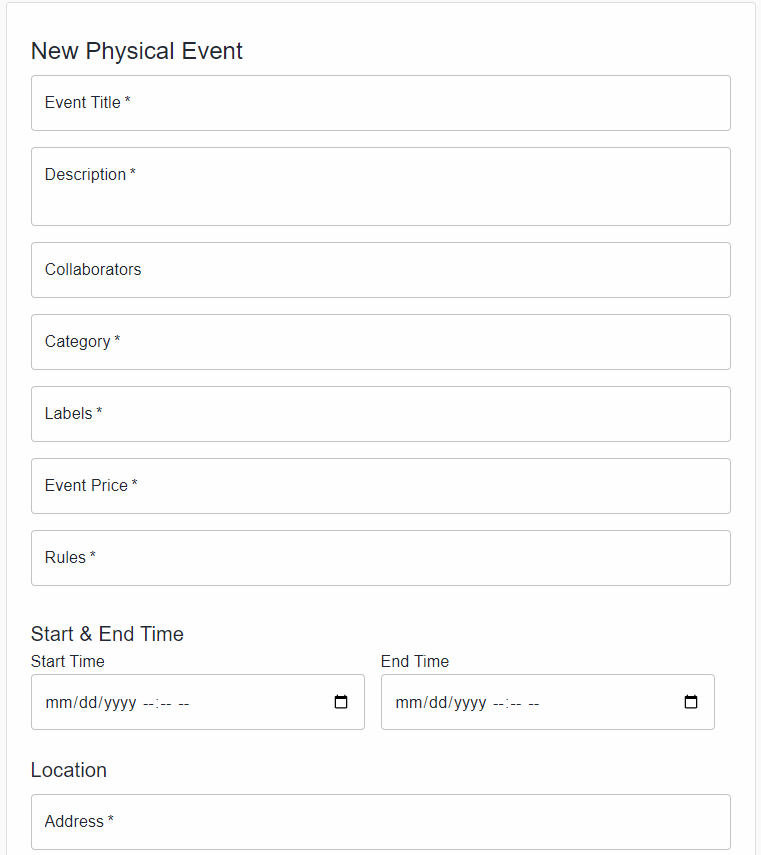 New Physical Event
Event Title *
Description *
Collaborators
Category *
Labels *
Event Price *
Rules *
Start & End Time
Start Time End Time
mm/dd/yyyy --:-- -- mm/dd/yyyy --:-- --
Location
Address *